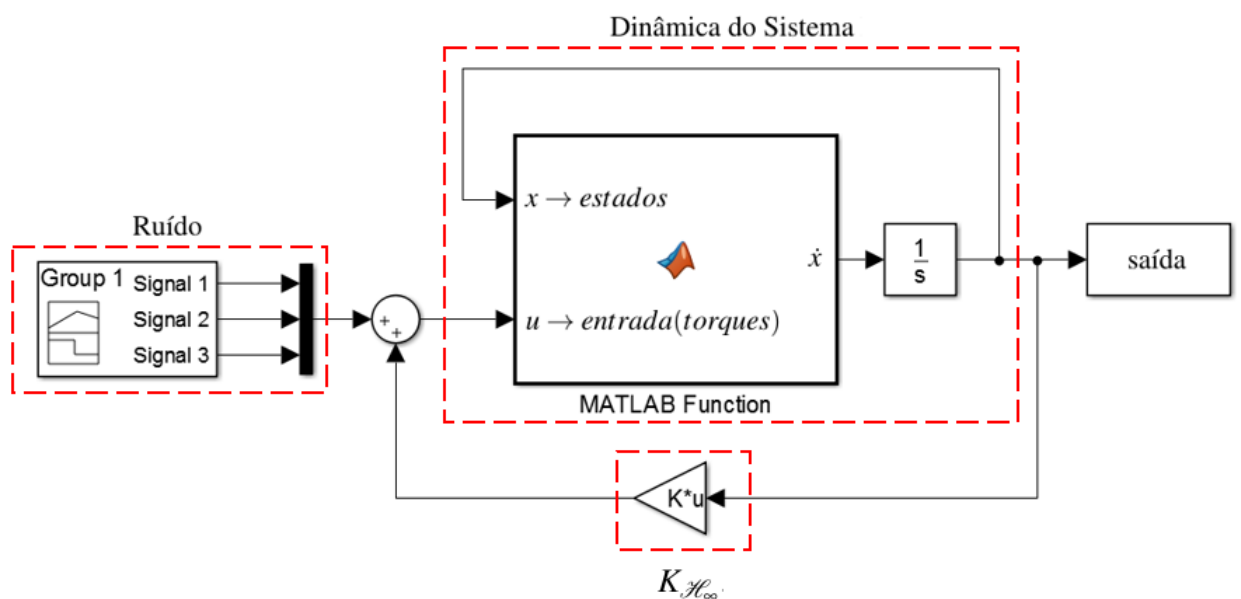 Dinâmica do Sistema
Ruído
Group 1
Signal 1
Signal 2
Signal 3
+
+
x → estados
u → entrada(torques)
ẋ
MATLAB Function
1
s
saída
K*u
K_ℋ∞